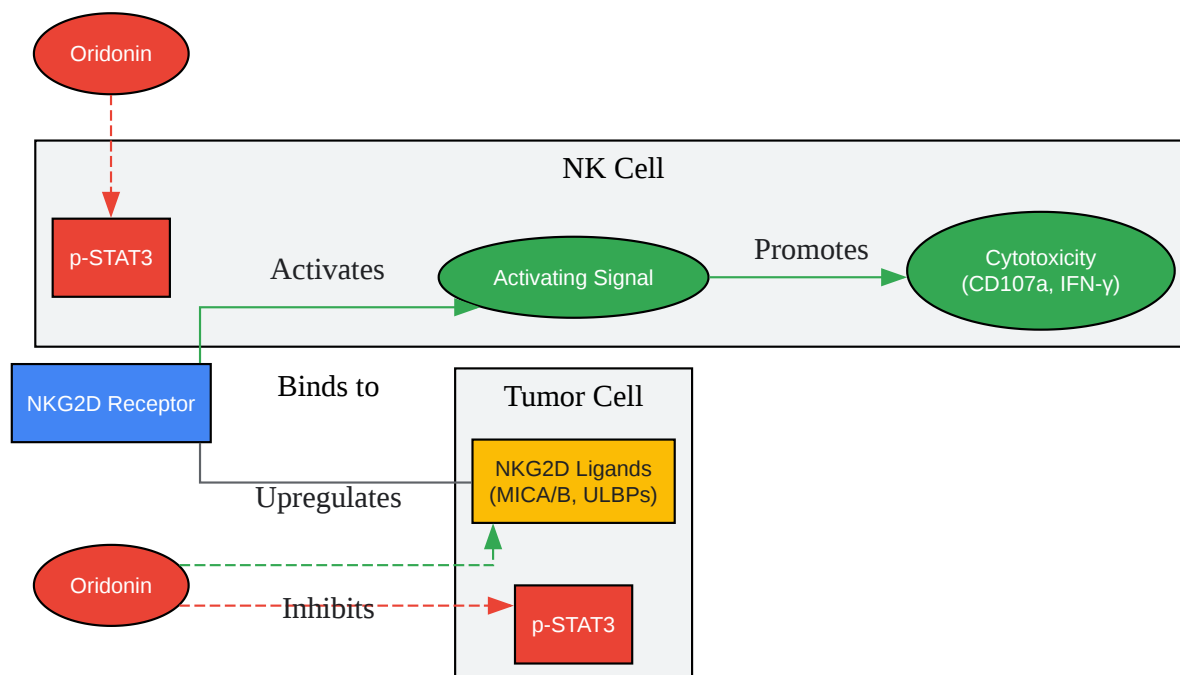 Oridonin
NK Cell
p-STAT3
Activates
Activating Signal
Promotes
Cytotoxicity
(CD107a, IFN-γ)
NKG2D Receptor
Binds to
Tumor Cell
NKG2D Ligands
(MICA/B, ULBPs)
Upregulates
Oridonin
Inhibits
p-STAT3